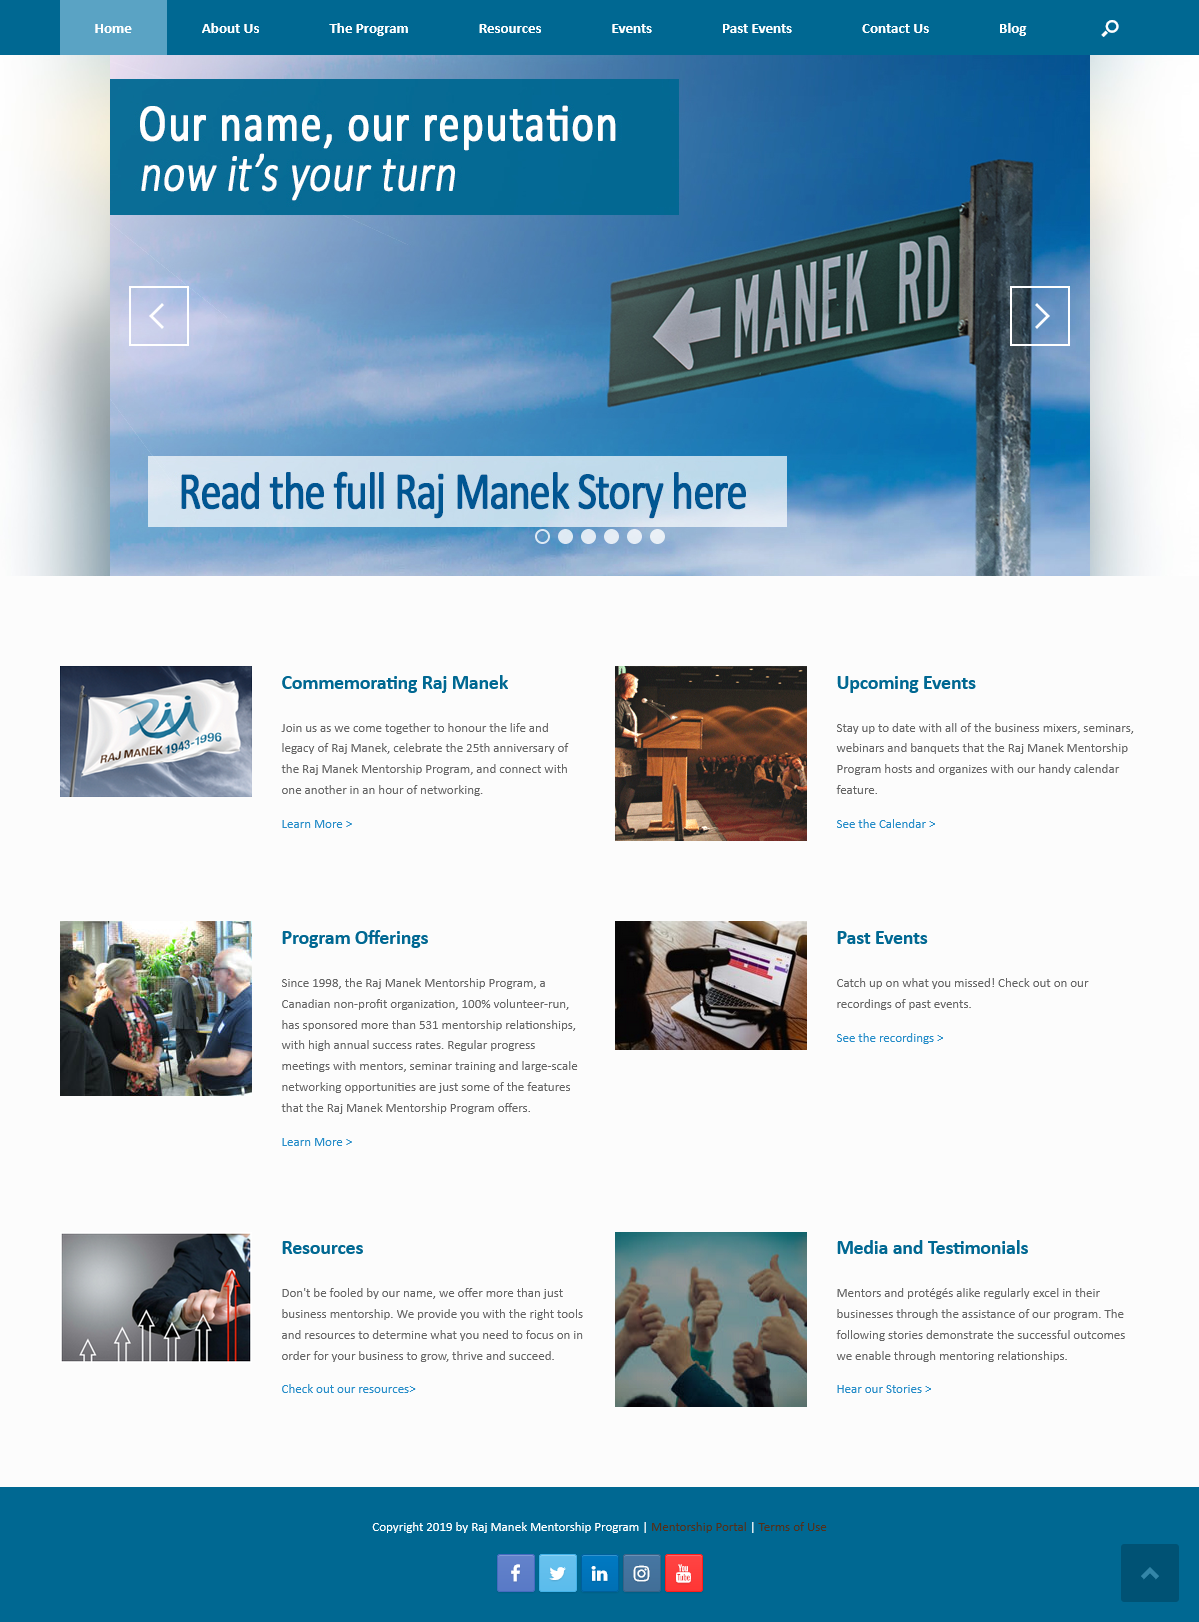 Home
About Us
The Program
Resources
Events
Past Events
Contact Us
Blog
Our name, our reputation
now it's your turn
MANEK RD
Read the full Raj Manek Story here
RAJ MANEK 1943-1996
Commemorating Raj Manek
Join us as we come together to honour the life and
legacy of Raj Manek, celebrate the 25th anniversary of
the Raj Manek Mentorship Program, and connect with
one another in an hour of networking.
Learn More >
Upcoming Events
Stay up to date with all of the business mixers, seminars,
webinars and banquets that the Raj Manek Mentorship
Program hosts and organizes with our handy calendar
feature.
See the Calendar >
Program Offerings
Since 1998, the Raj Manek Mentorship Program, a
Canadian non-profit organization, 100% volunteer-run,
has sponsored more than 531 mentorship relationships,
with high annual success rates. Regular progress
meetings with mentors, seminar training and large-scale
networking opportunities are just some of the features
that the Raj Manek Mentorship Program offers.
Learn More >
Past Events
Catch up on what you missed! Check out on our
recordings of past events.
See the recordings >
Resources
Don't be fooled by our name, we offer more than just
business mentorship. We provide you with the right tools
and resources to determine what you need to focus on in
order for your business to grow, thrive and succeed.
Check out our resources>
Media and Testimonials
Mentors and protégés alike regularly excel in their
businesses through the assistance of our program. The
following stories demonstrate the successful outcomes
we enable through mentoring relationships.
Hear our Stories >
Copyright 2019 by Raj Manek Mentorship Program | Mentorship Portal | Terms of Use
You
Tube